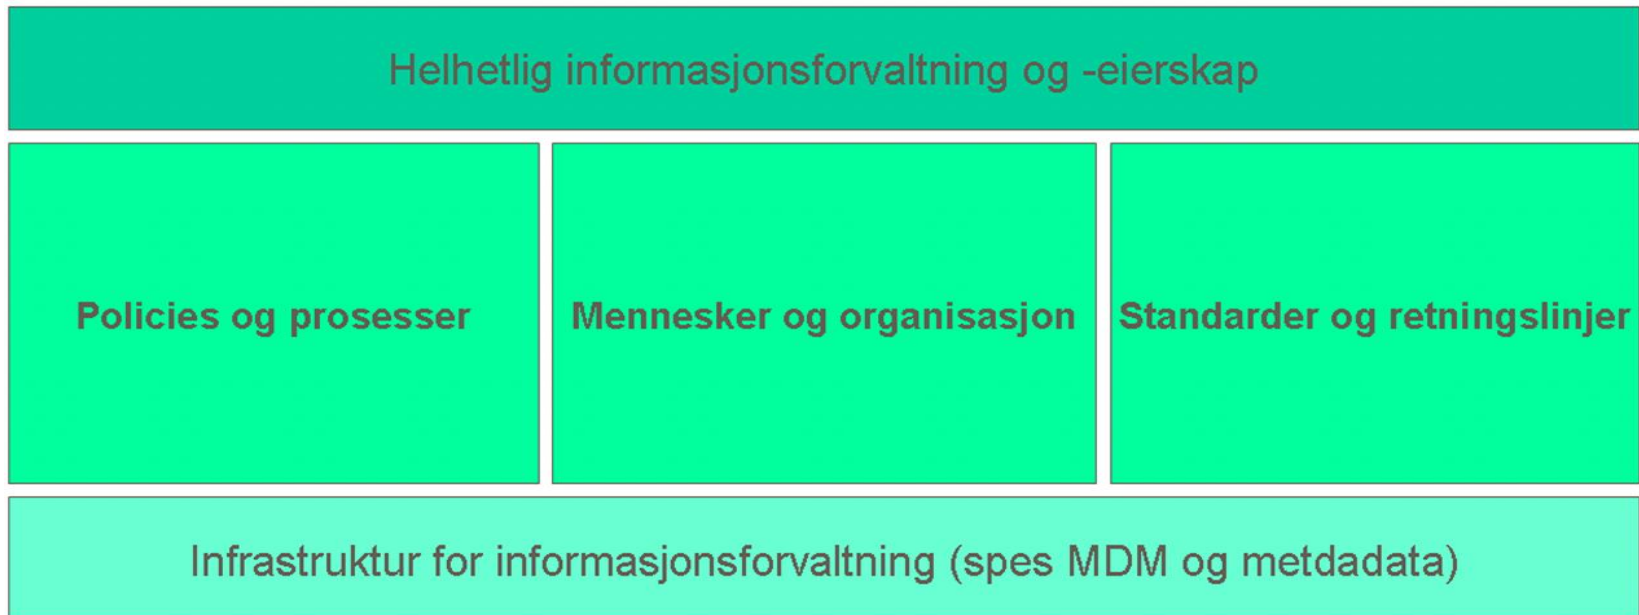 Helhetlig informasjonsforvaltning og -eierskap
Policies og prosesser
Mennesker og organisasjon
Standarder og retningslinjer
Infrastruktur for informasjonsforvaltning (spes MDM og metdadata)